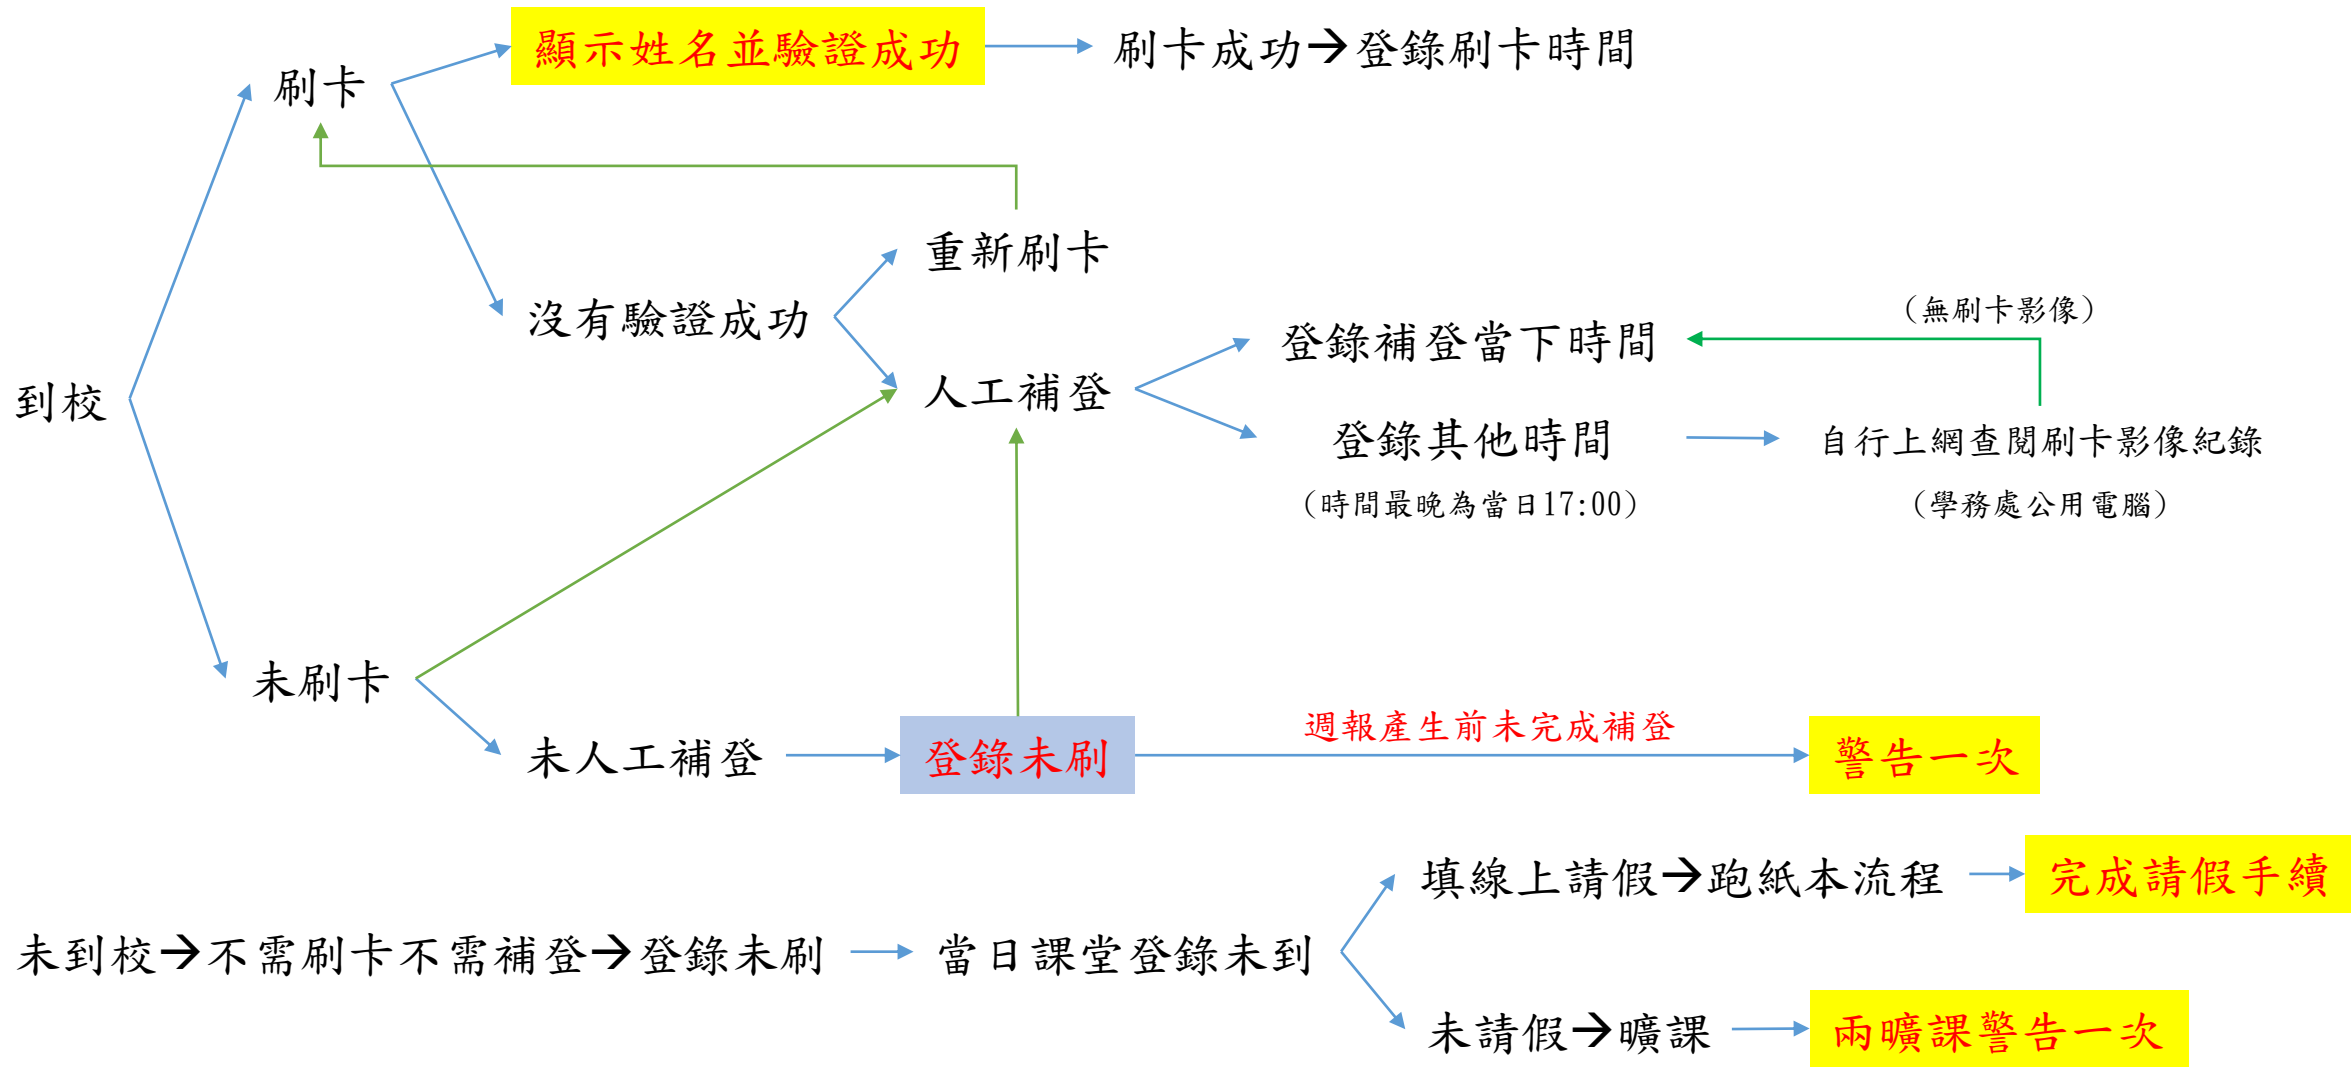 顯示姓名並驗證成功
刷卡成功→登錄刷卡時間
刷卡
重新刷卡
沒有驗證成功
(無刷卡影像)
登錄補登當下時間
到校
人工補登
登錄其他時間
自行上網查閱刷卡影像紀錄
(時間最晚為當日17:00)
(學務處公用電腦)
未刷卡
週報產生前未完成補登
未人工補登
登錄未刷
警告一次
填線上請假→跑紙本流程
完成請假手續
未到校→不需刷卡不需補登→登錄未刷
當日課堂登錄未到
未請假→曠課
兩曠課警告一次